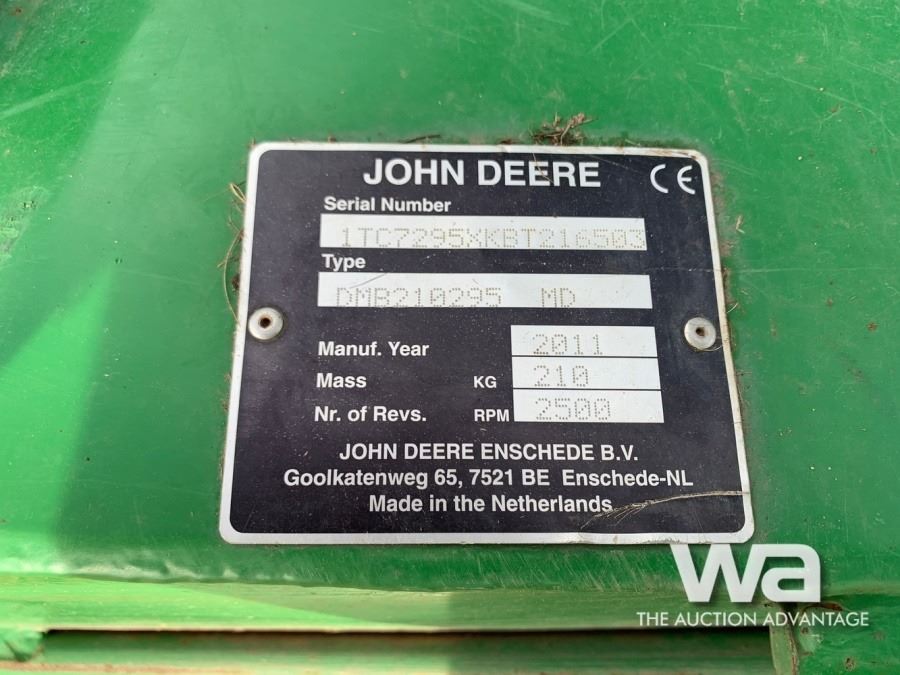 JOHN DEERE CE
Serial Number
1TC7295XKBT216503
Type
DMB210295 MD
Manuf. Year 2011
Mass KG 210
Nr. of Revs. RPM 2500
JOHN DEERE ENSCHEDE B.V.
Goolkatenweg 65, 7521 BE Enschede-NL
Made in the Netherlands
wa
THE AUCTION ADVANTAGE